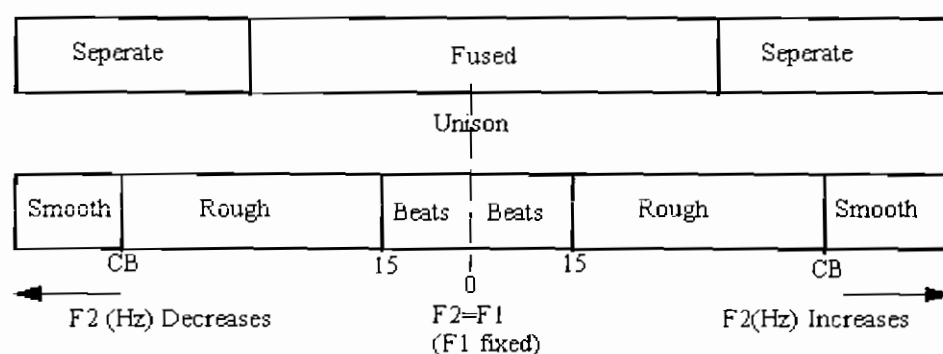 Seperate Fused Seperate
Unison
Smooth Rough Beats Beats Rough Smooth
CB 15 0 15 CB
F2 (Hz) Decreases F2=F1 F2(Hz) Increases
(F1 fixed)